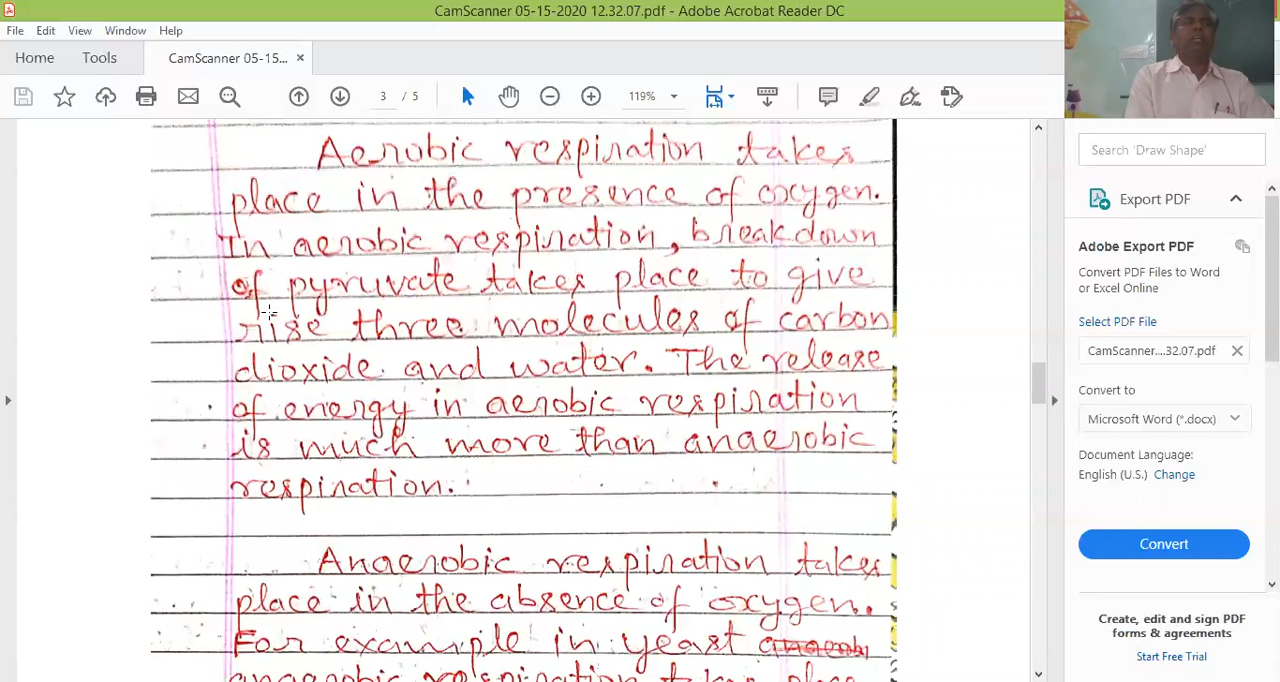 CamScanner 05-15-2020 12.32.07.pdf - Adobe Acrobat Reader DC
File Edit View Window Help
Home Tools CamScanner 05-15... ×
3 / 5 119%
Search 'Draw Shape'
Export PDF
Adobe Export PDF
Convert PDF Files to Word
or Excel Online
Select PDF File
CamScanner....32.07.pdf ×
Convert to
Microsoft Word (*.docx)
Document Language:
English (U.S.) Change
Convert
Create, edit and sign PDF
forms & agreements
Start Free Trial
Aerobic respiration takes
place in the presence of oxygen.
In aerobic respiration, breakdown
of pyruvate takes place to give
rise three molecules of carbon
dioxide and water. The release
of energy in aerobic respiration
is much more than anaerobic
respiration.
Anaerobic respiration takes
place in the absence of oxygen.
For example in yeast
anaerobic respiration takes place